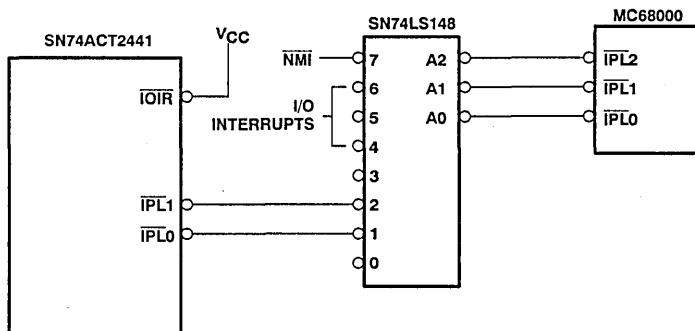 SN74ACT2441
VCC
IOIR
IPL1
IPL0
SN74LS148
NMI
I/O
INTERRUPTS
7
6
5
4
3
2
1
0
A2
A1
A0
MC68000
IPL2
IPL1
IPL0